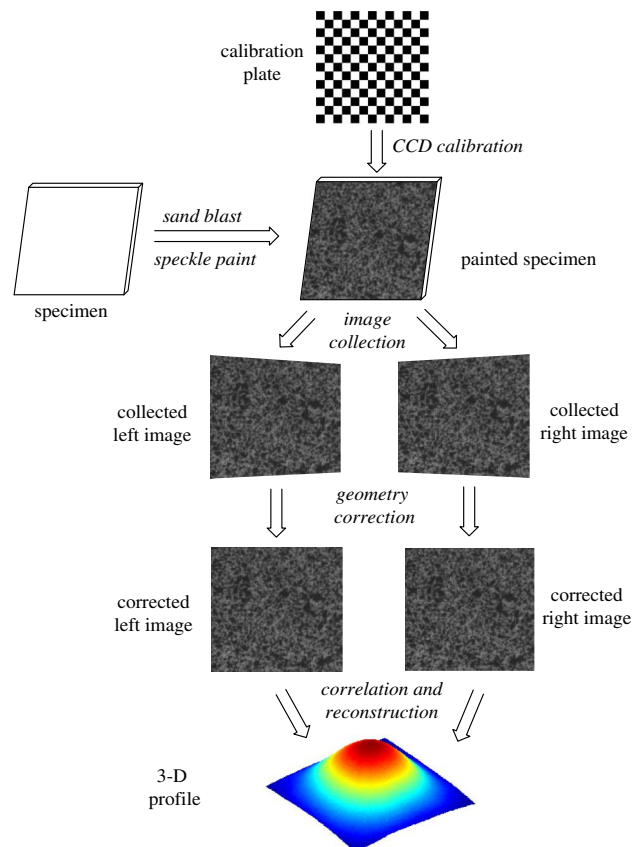 calibration
plate
CCD calibration
sand blast
speckle paint
painted specimen
specimen
image
collection
collected
left image
collected
right image
geometry
correction
corrected
left image
corrected
right image
correlation and
reconstruction
3-D
profile